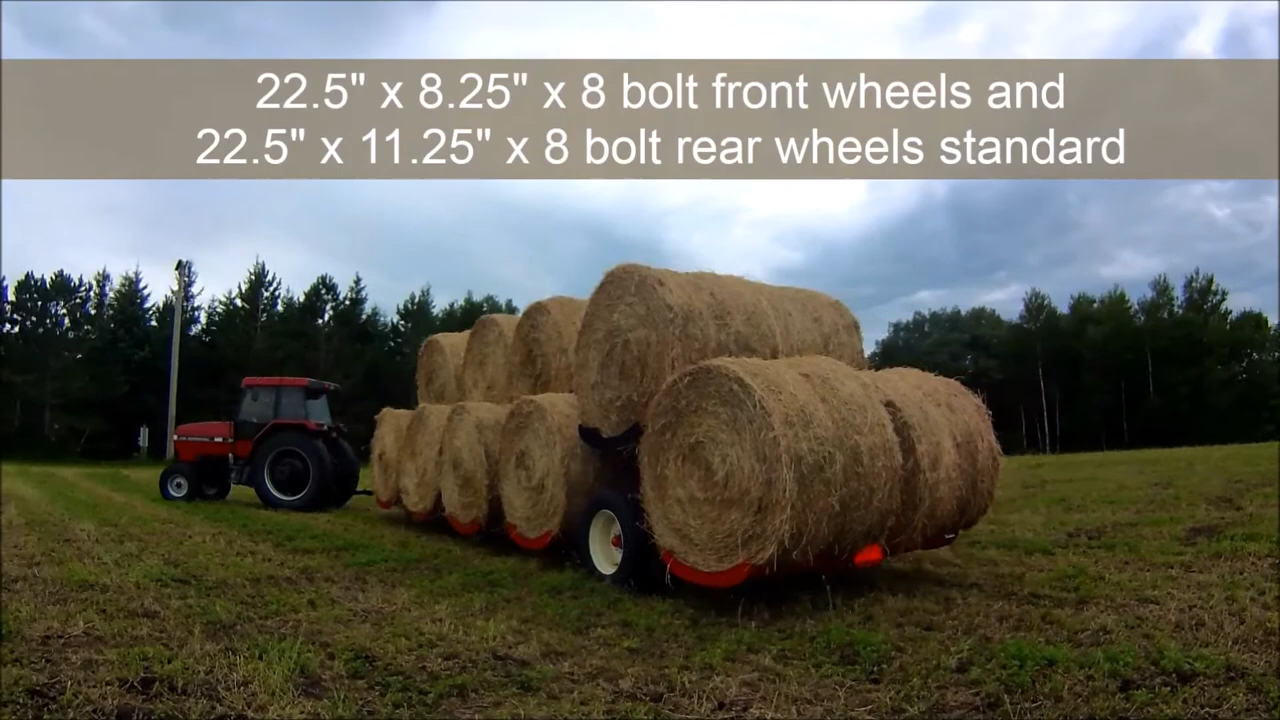 22.5" x 8.25" x 8 bolt front wheels and
22.5" x 11.25" x 8 bolt rear wheels standard